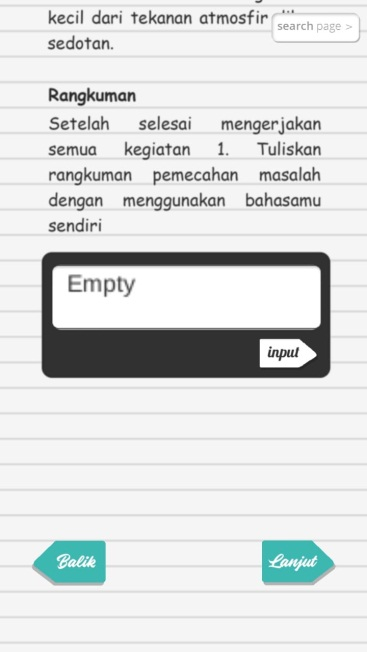 kecil dari tekanan atmosfir
search page >
sedotan.
Rangkuman
Setelah selesai mengerjakan
semua kegiatan 1. Tuliskan
rangkuman pemecahan masalah
dengan menggunakan bahasamu
sendiri
Empty
input
Balik
Lanjut